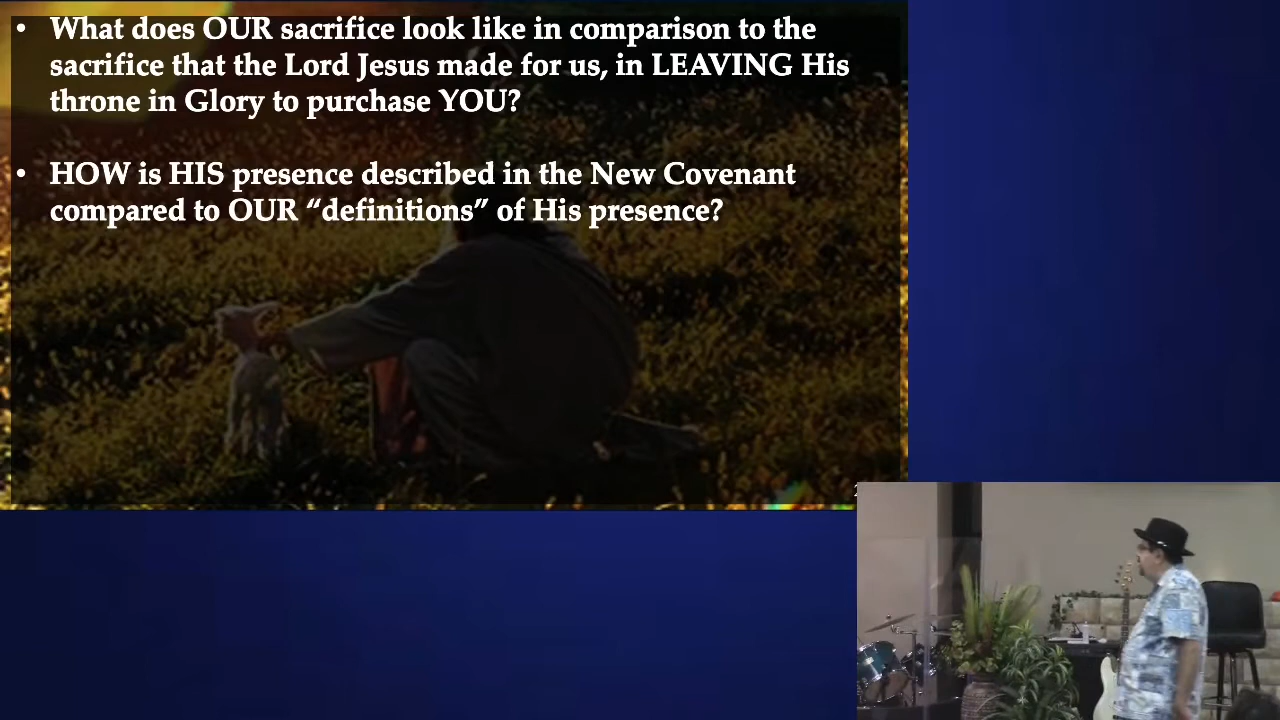 • What does OUR sacrifice look like in comparison to the
sacrifice that the Lord Jesus made for us, in LEAVING His
throne in Glory to purchase YOU?
• HOW is HIS presence described in the New Covenant
compared to OUR “definitions” of His presence?